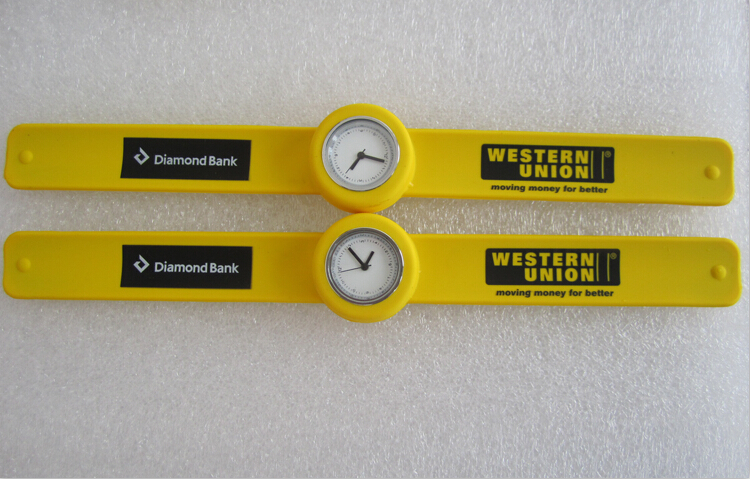 Diamond Bank
WESTERN
UNION
®
moving money for better
Diamond Bank
WESTERN
UNION
®
moving money for better